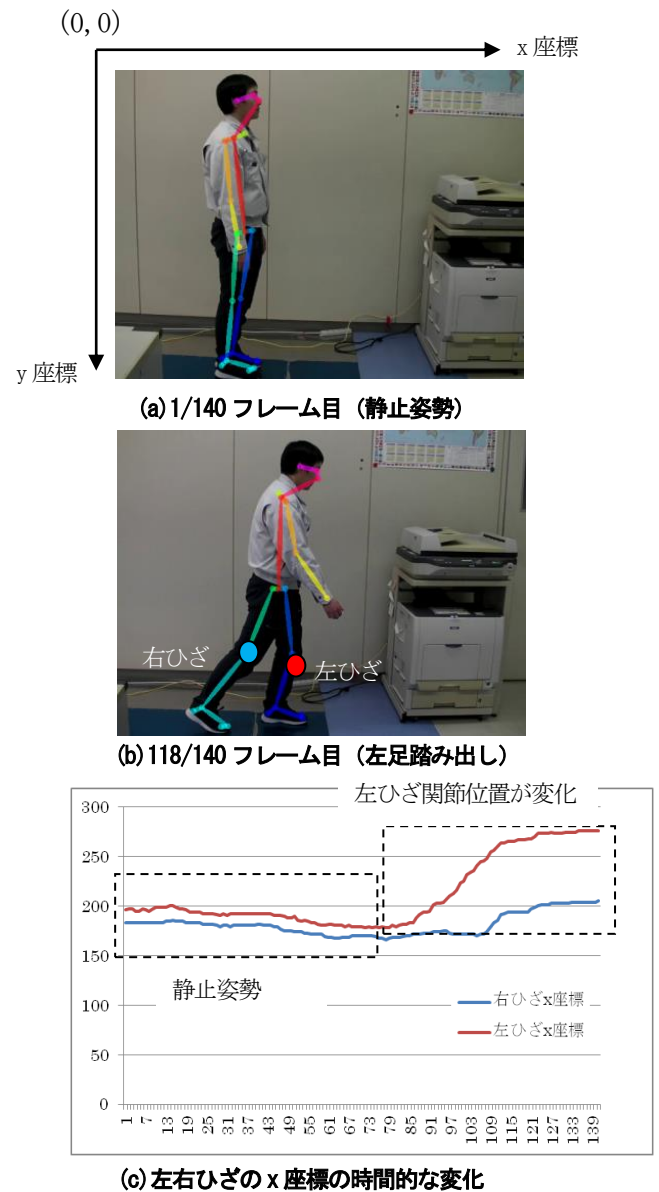 (0, 0)
x 座標
y 座標
(a) 1/140 フレーム目（静止姿勢）
右ひざ
左ひざ
(b) 118/140 フレーム目（左足踏み出し）
左ひざ関節位置が変化
300
250
200
150
100
50
0
静止姿勢
右ひざx座標
左ひざx座標
1 7 13 19 25 31 37 43 49 55 61 67 73 79 85 91 97 103 109 115 121 127 133 139
(c) 左右ひざの x 座標の時間的な変化